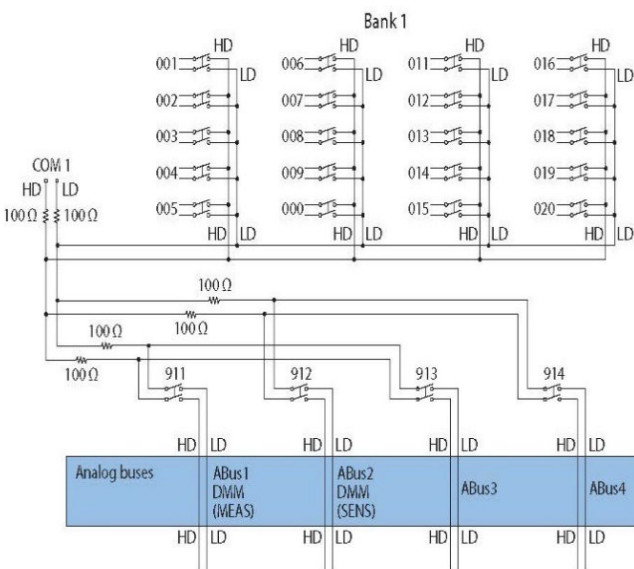 Bank 1
HD HD HD HD
001 006 011 016
LD LD LD LD
002 007 012 017
003 008 013 018
COM 1
004 009 014 019
HD LD
100 Ω 100 Ω
005 000 015 020
HD LD HD LD HD LD HD LD
100 Ω
100 Ω
100 Ω
100 Ω
911 912 913 914
HD LD HD LD HD LD HD LD
Analog buses
ABus1
DMM
(MEAS)
ABus2
DMM
(SENS)
ABus3
ABus4
HD LD HD LD HD LD HD LD